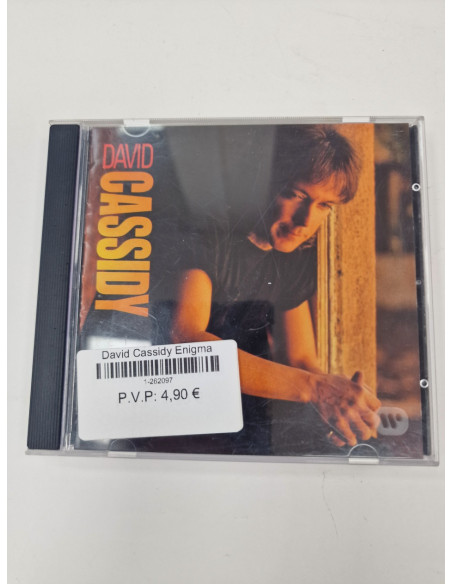 DAVID
CASSIDY
David Cassidy Enigma
1-262097
P.V.P: 4,90 €